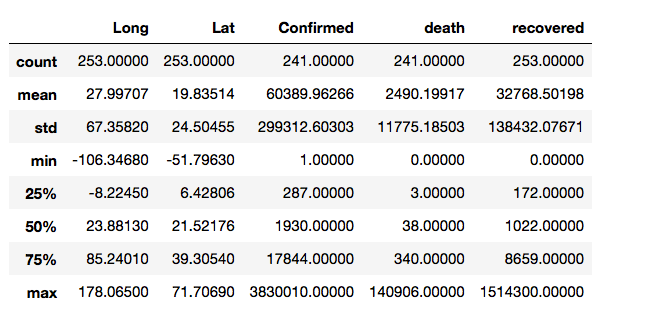 Long Lat Confirmed death recovered
count 253.00000 253.00000 241.00000 241.00000 253.00000
mean 27.99707 19.83514 60389.96266 2490.19917 32768.50198
std 67.35820 24.50455 299312.60303 11775.18503 138432.07671
min -106.34680 -51.79630 1.00000 0.00000 0.00000
25% -8.22450 6.42806 287.00000 3.00000 172.00000
50% 23.88130 21.52176 1930.00000 38.00000 1022.00000
75% 85.24010 39.30540 17844.00000 340.00000 8659.00000
max 178.06500 71.70690 3830010.00000 140906.00000 1514300.00000